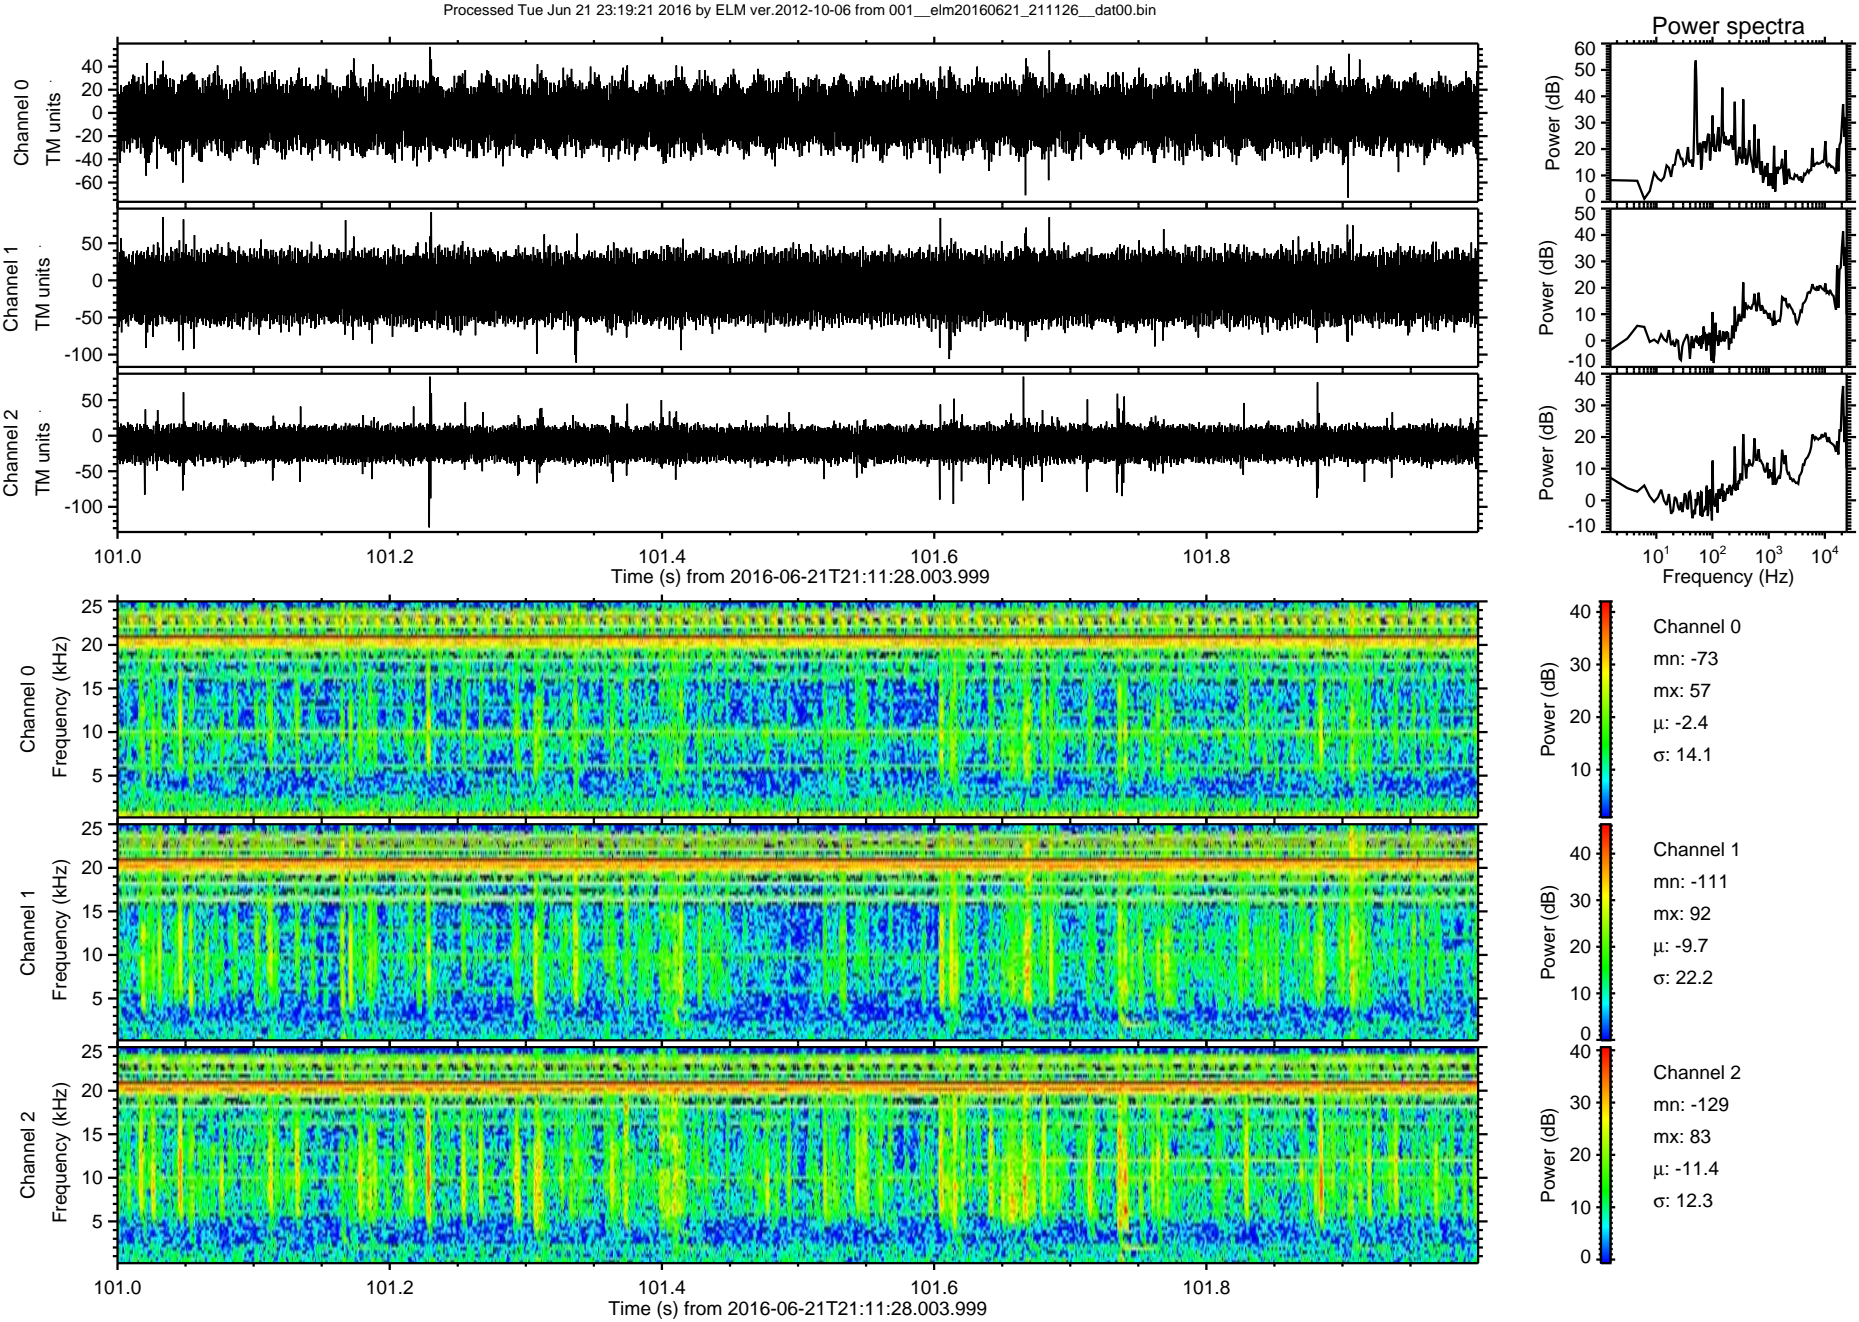 Processed Tue Jun 21 23:19:21 2016 by ELM ver.2012-10-06 from 001__elm20160621_211126__dat00.bin
Power spectra
Channel 0
TM units
40
20
0
-20
-40
-60
Power (dB)
60
50
40
30
20
10
0
Channel 1
TM units
50
0
-50
-100
Power (dB)
50
40
30
20
10
0
-10
Channel 2
TM units
50
0
-50
-100
Power (dB)
40
30
20
10
0
-10
101.0 101.2 101.4 101.6 101.8
Time (s) from 2016-06-21T21:11:28.003.999
10¹ 10² 10³ 10⁴
Frequency (Hz)
Channel 0
Frequency (kHz)
25
20
15
10
5
Power (dB)
40
30
20
10
Channel 0
mn: -73
mx: 57
μ: -2.4
σ: 14.1
Channel 1
Frequency (kHz)
25
20
15
10
5
Power (dB)
40
30
20
10
0
Channel 1
mn: -111
mx: 92
μ: -9.7
σ: 22.2
Channel 2
Frequency (kHz)
25
20
15
10
5
Power (dB)
40
30
20
10
0
Channel 2
mn: -129
mx: 83
μ: -11.4
σ: 12.3
101.0 101.2 101.4 101.6 101.8
Time (s) from 2016-06-21T21:11:28.003.999